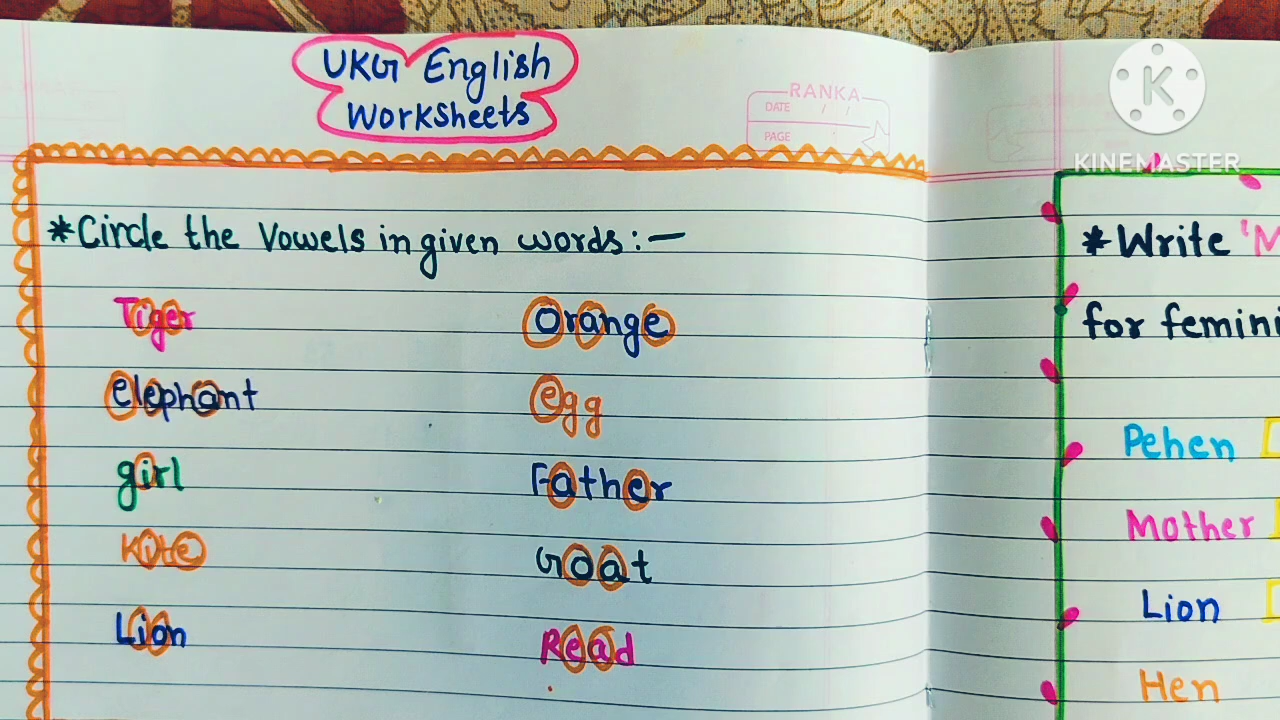 UKG English
Worksheets
RANKA
DATE / /
PAGE
KINEMASTER
*Circle the Vowels in given words:—
Tiger Orange
elephant egg
girl Father
Kite Goat
Lion Read
*Write 'M
for femini
Pehen
Mother
Lion
Hen